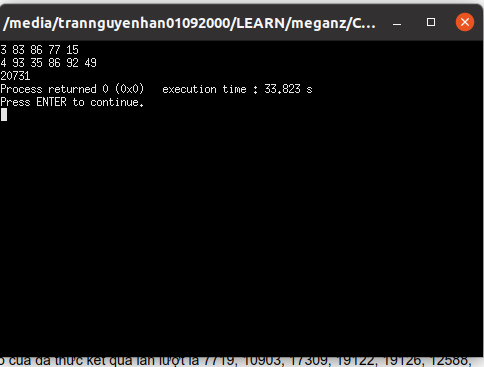 /media/trannguyenhan01092000/LEARN/meganz/C...
3 83 86 77 15
4 93 35 86 92 49
20731
Process returned 0 (0x0)   execution time : 33.823 s
Press ENTER to continue.
của đa thức kết quả lần lượt là 7719, 10903, 17309, 19122, 19126, 12588,